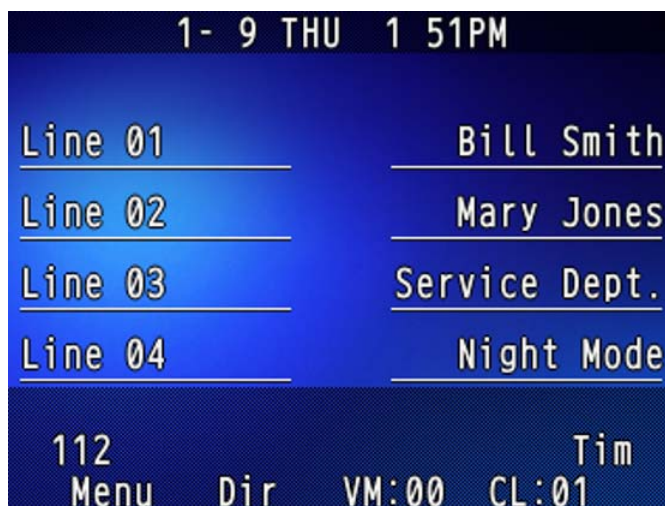 1- 9 THU 1 51PM
Line 01 Bill Smith
Line 02 Mary Jones
Line 03 Service Dept.
Line 04 Night Mode
112 Tim
Menu Dir VM:00 CL:01